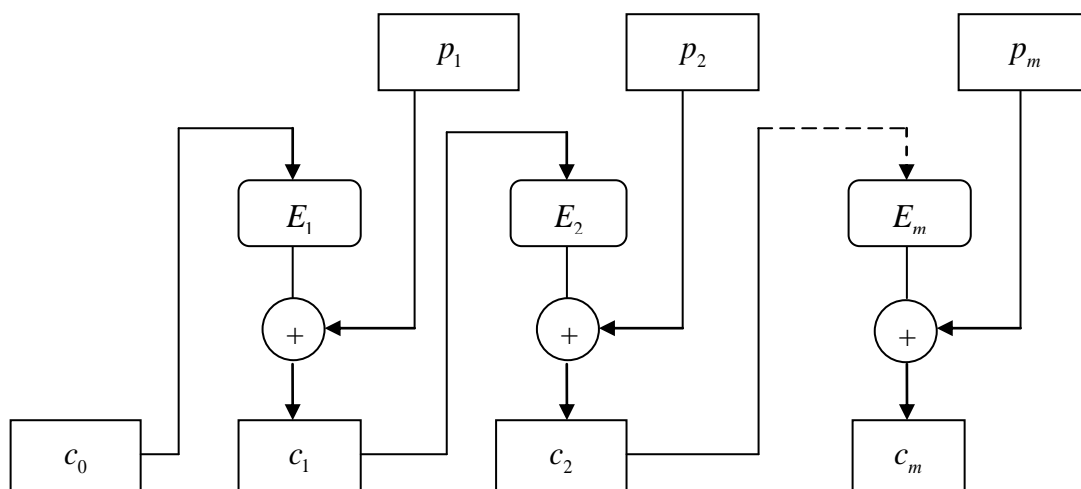 p₁ p₂ pₘ
E₁ E₂ Eₘ
+ + +
c₀ c₁ c₂ cₘ